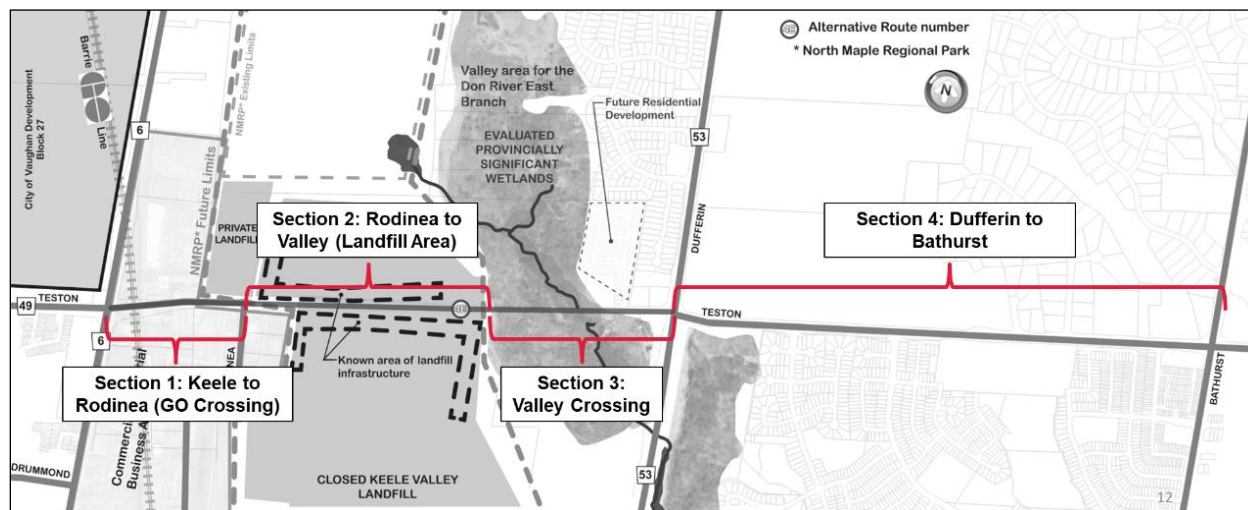 City of Vaughan Development
Block 27
Barrie
GO
Line
6
NMRP* Existing Limits
NMRP* Future Limits
Valley area for the
Don River East
Branch
EVALUATED
PROVINCIALLY
SIGNIFICANT
WETLANDS
Future Residential
Development
53
Alternative Route number
* North Maple Regional Park
N
DUFFERIN
PRIVATE
LANDFILL
Section 2: Rodinea to
Valley (Landfill Area)
Section 4: Dufferin to
Bathurst
49
TESTON
TESTON
6
Known area of landfill
infrastructure
Section 1: Keele to
Rodinea (GO Crossing)
Section 3:
Valley Crossing
BATHURST
DRUMMOND
Business
CLOSED KEELE VALLEY
LANDFILL
53
12